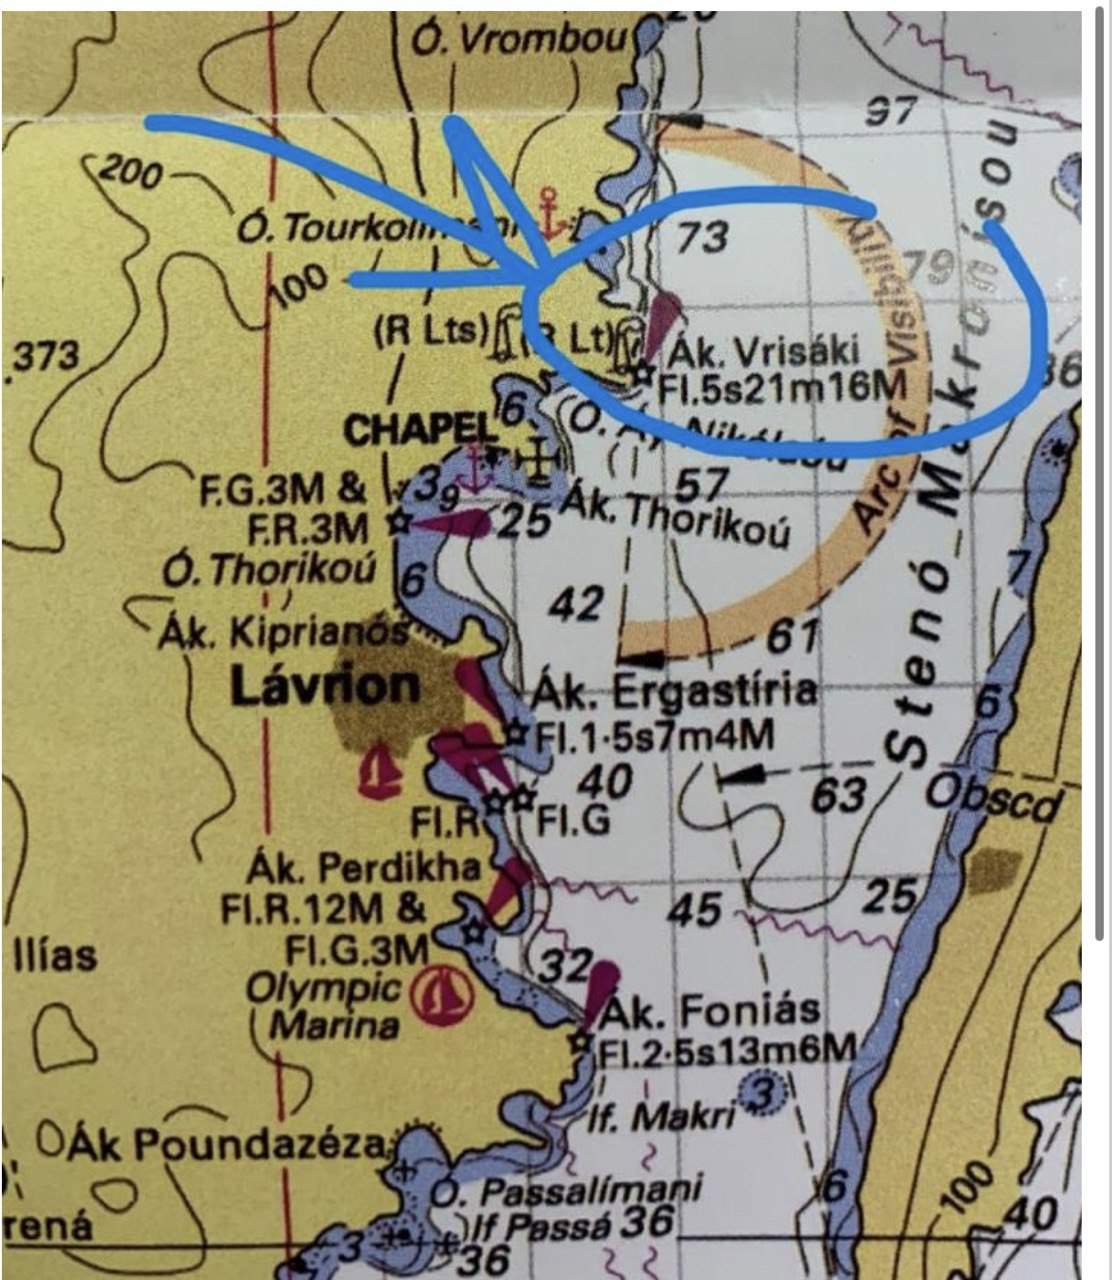 Ó. Vrombou
97
200
Ó. Tourkolimani
73
79
100
(R Lts)
(R Lt)
.373
Ák. Vrisáki
Fl.5s21m16M
Arc of Visibility
Stenó Makronísou
36
6
CHAPEL
Ó. Ay. Nikólaou
F.G.3M &
F.R.3M
3₉
25
57
Ák. Thorikoú
Ó. Thorikoú
6
42
7
61
Ák. Kiprianós
Lávrion
Ák. Ergastíria
Fl.1·5s7m4M
6
40
63
Obscd
Fl.R
Fl.G
Ák. Perdikha
Fl.R.12M &
Fl.G.3M
45
25
Ilías
Olympic
Marina
32
Ák. Foniás
Fl.2·5s13m6M
If. Makri
3
Ák Poundazéza
6
100
Ó. Passalímani
If Passá
36
40
rená
3
36